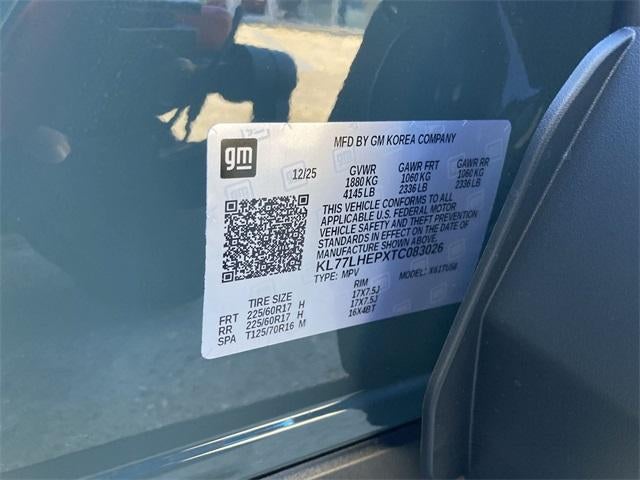 MFD BY GM KOREA COMPANY
gm
12/25 GVWR GAWR FRT GAWR RR
1880 KG 1060 KG 1060 KG
4145 LB 2336 LB 2336 LB
THIS VEHICLE CONFORMS TO ALL
APPLICABLE U.S. FEDERAL MOTOR
VEHICLE SAFETY AND THEFT PREVENTION
STANDARDS IN EFFECT ON THE DATE OF
MANUFACTURE SHOWN ABOVE.
KL77LHEPXTC083026
TYPE: MPV MODEL:
TIRE SIZE RIM
FRT 225/60R17 H 17X7.5J
RR 225/60R17 H 17X7.5J
SPA T125/70R16 M 16X4BT